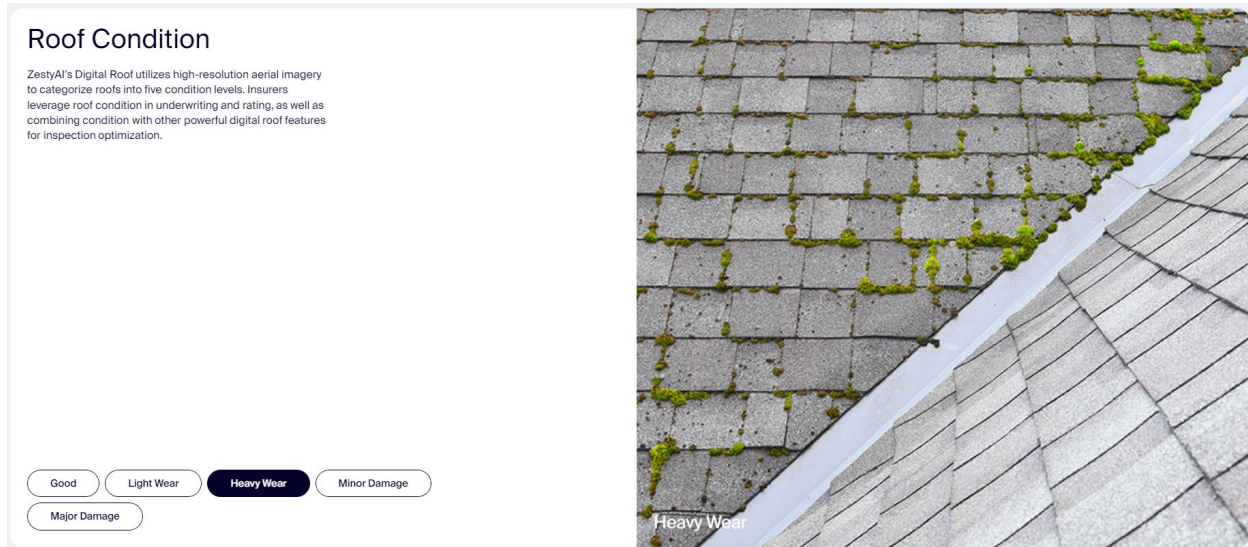 Roof Condition
ZestyAI's Digital Roof utilizes high-resolution aerial imagery
to categorize roofs into five condition levels. Insurers
leverage roof condition in underwriting and rating, as well as
combining condition with other powerful digital roof features
for inspection optimization.
Good
Light Wear
Heavy Wear
Minor Damage
Major Damage
Heavy Wear